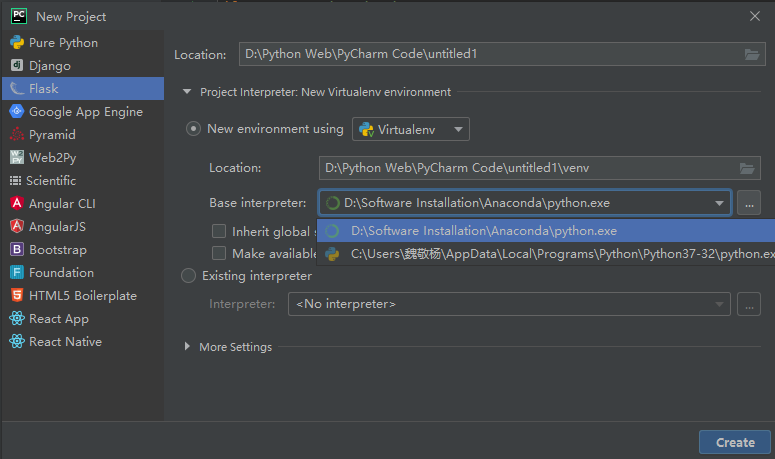 New Project
Pure Python
Django
Flask
Google App Engine
Pyramid
Web2Py
Scientific
Angular CLI
AngularJS
Bootstrap
Foundation
HTML5 Boilerplate
React App
React Native
Location: D:\Python Web\PyCharm Code\untitled1
Project Interpreter: New Virtualenv environment
New environment using Virtualenv
Location: D:\Python Web\PyCharm Code\untitled1\venv
Base interpreter: D:\Software Installation\Anaconda\python.exe ...
Inherit global s
D:\Software Installation\Anaconda\python.exe
Make available
C:\Users\魏敬杨\AppData\Local\Programs\Python\Python37-32\python.ex
Existing interpreter
Interpreter: <No interpreter> ...
More Settings
Create